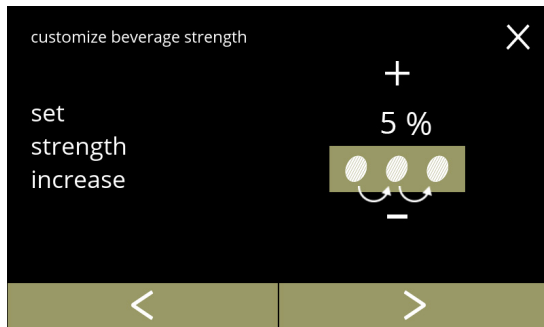 customize beverage strength
set
strength
increase
+
5 %
-
<
>